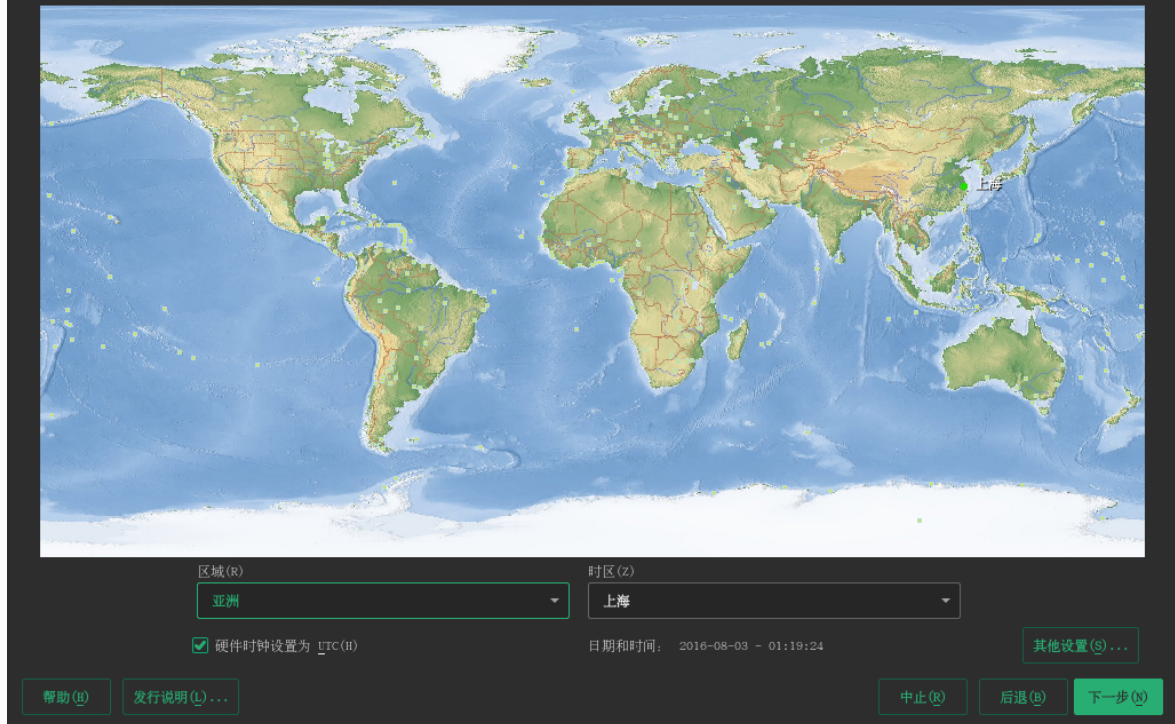 上海
区域(R)
时区(Z)
亚洲
上海
硬件时钟设置为 UTC(H)
日期和时间： 2016-08-03 - 01:19:24
其他设置(S)...
帮助(H)
发行说明(L)...
中止(R)
后退(B)
下一步(N)